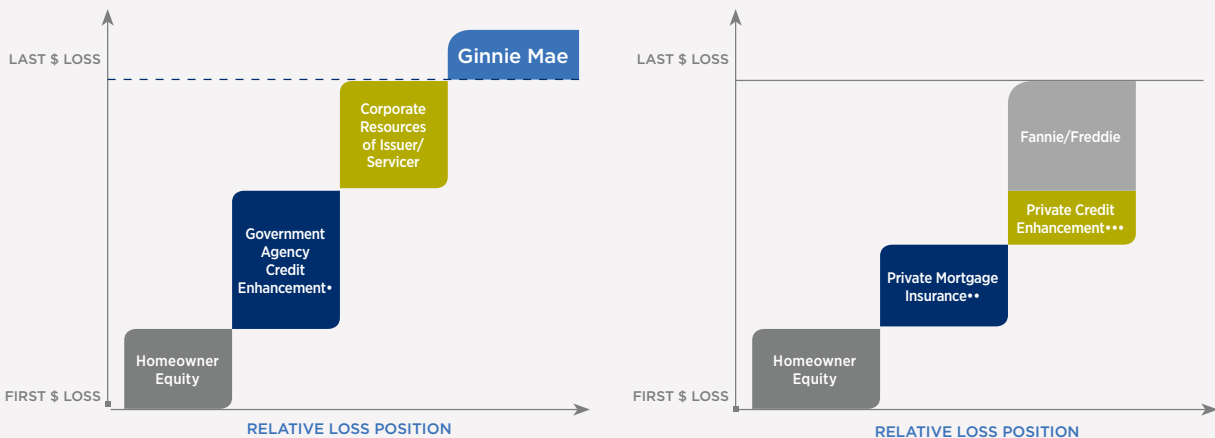 LAST $ LOSS
Ginnie Mae
Corporate
Resources
of Issuer/
Servicer
Government
Agency
Credit
Enhancement•
Homeowner
Equity
FIRST $ LOSS
RELATIVE LOSS POSITION
LAST $ LOSS
Fannie/Freddie
Private Credit
Enhancement•••
Private Mortgage
Insurance••
Homeowner
Equity
FIRST $ LOSS
RELATIVE LOSS POSITION